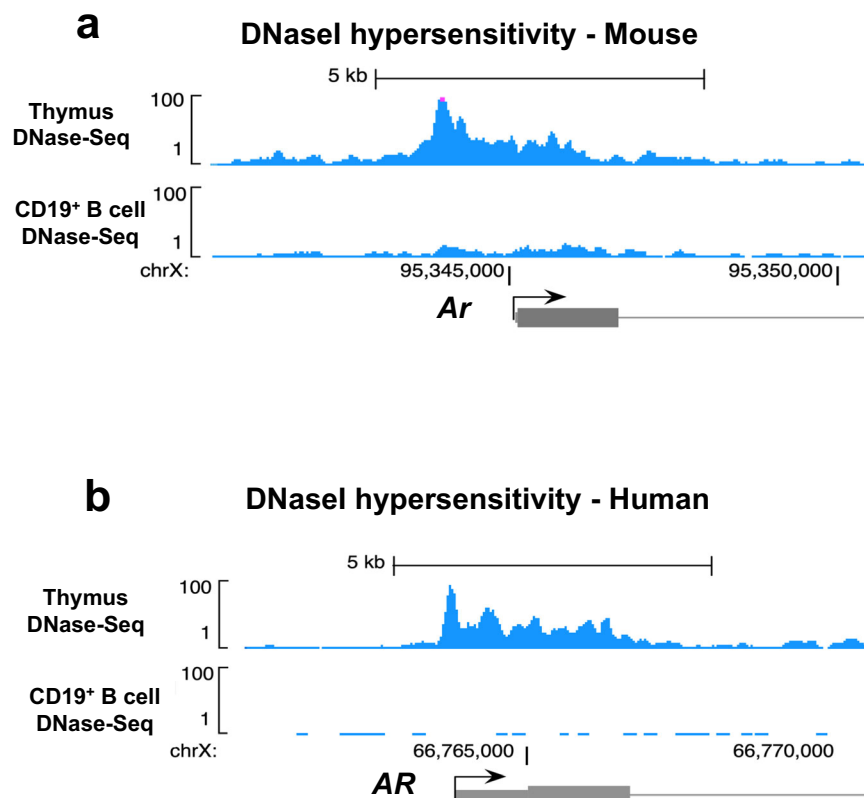 a
DNaseI hypersensitivity - Mouse
5 kb
Thymus
DNase-Seq
100
1
CD19⁺ B cell
DNase-Seq
100
1
chrX:
95,345,000
95,350,000
Ar
b
DNaseI hypersensitivity - Human
5 kb
Thymus
DNase-Seq
100
1
CD19⁺ B cell
DNase-Seq
100
1
chrX:
66,765,000
66,770,000
AR